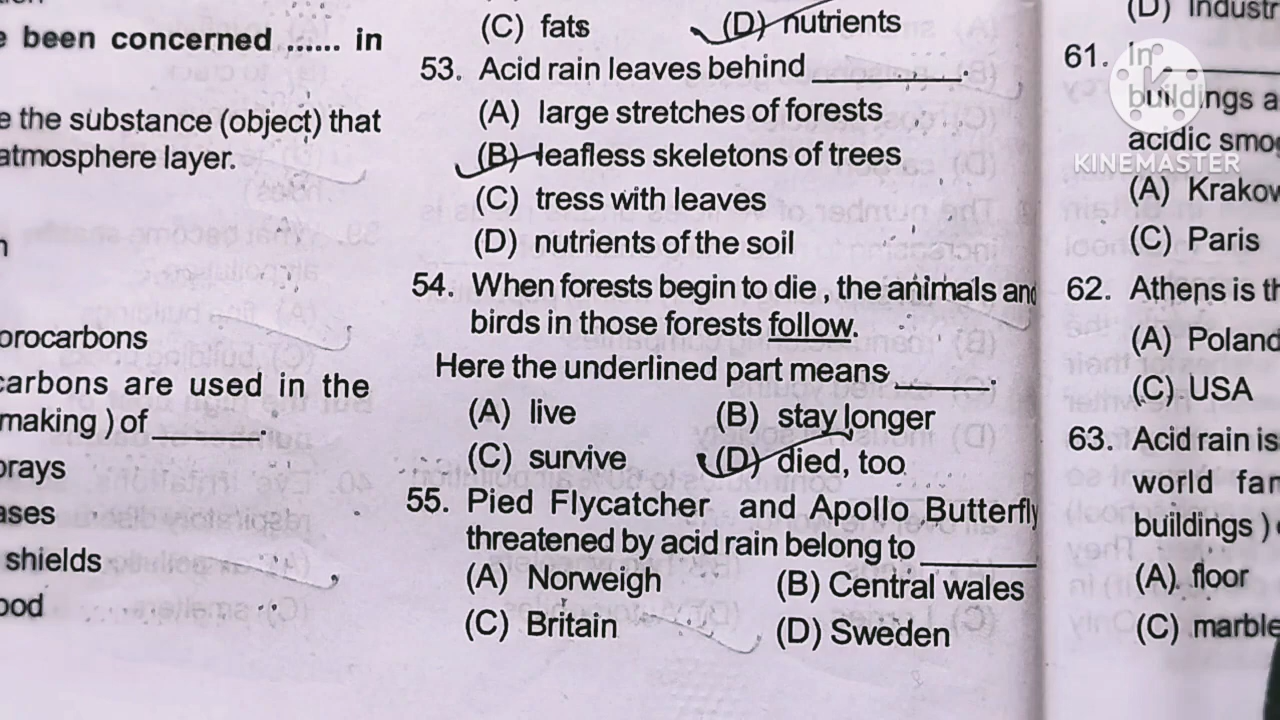 been concerned ...... in
the substance (object) that
atmosphere layer.
orocarbons
carbons are used in the
making ) of ______.
shields
(C) fats (D) nutrients
53. Acid rain leaves behind ______.
(A) large stretches of forests
(B) leafless skeletons of trees
(C) tress with leaves
(D) nutrients of the soil
54. When forests begin to die , the animals and
birds in those forests follow.
Here the underlined part means ______.
(A) live (B) stay longer
(C) survive (D) died, too
55. Pied Flycatcher and Apollo Butterfly
threatened by acid rain belong to ______
(A) Norweigh (B) Central wales
(C) Britain (D) Sweden
(D) Industr
61. In ______
buildings a
acidic smo
KINEMASTER
(A) Krakow
(C) Paris
62. Athens is th
(A) Poland
(C) USA
63. Acid rain is
world fam
buildings )
(A) floor
(C) marble